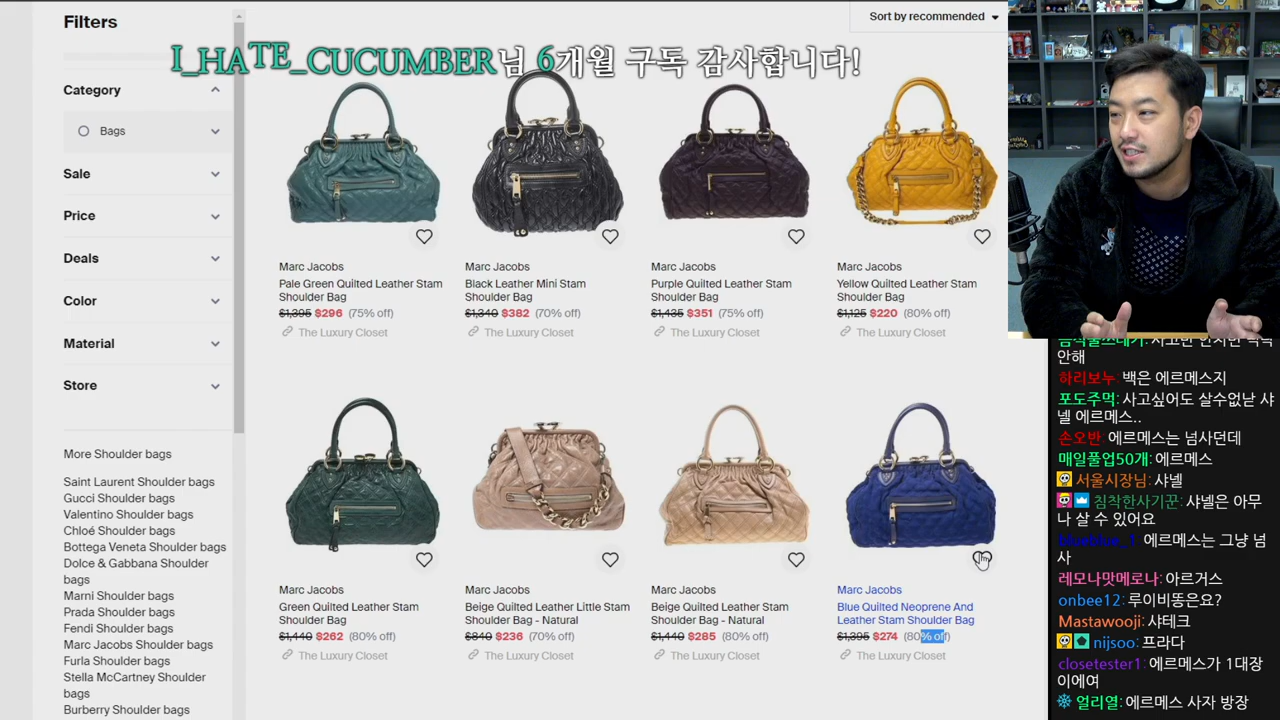 Filters
Sort by recommended
I_HATE_CUCUMBER님 6개월 구독 감사합니다!
Category
Bags
Sale
Price
Deals
Color
Material
Store
More Shoulder bags
Saint Laurent Shoulder bags
Gucci Shoulder bags
Valentino Shoulder bags
Chloé Shoulder bags
Bottega Veneta Shoulder bags
Dolce & Gabbana Shoulder
bags
Marni Shoulder bags
Prada Shoulder bags
Fendi Shoulder bags
Marc Jacobs Shoulder bags
Furla Shoulder bags
Stella McCartney Shoulder
bags
Burberry Shoulder bags
Marc Jacobs
Pale Green Quilted Leather Stam
Shoulder Bag
$1,395 $296 (75% off)
The Luxury Closet
Marc Jacobs
Black Leather Mini Stam
Shoulder Bag
$1,340 $382 (70% off)
The Luxury Closet
Marc Jacobs
Purple Quilted Leather Stam
Shoulder Bag
$1,435 $351 (75% off)
The Luxury Closet
Marc Jacobs
Yellow Quilted Leather Stam
Shoulder Bag
$1,125 $220 (80% off)
The Luxury Closet
Marc Jacobs
Green Quilted Leather Stam
Shoulder Bag
$1,440 $262 (80% off)
The Luxury Closet
Marc Jacobs
Beige Quilted Leather Little Stam
Shoulder Bag - Natural
$840 $236 (70% off)
The Luxury Closet
Marc Jacobs
Beige Quilted Leather Stam
Shoulder Bag - Natural
$1,440 $285 (80% off)
The Luxury Closet
Marc Jacobs
Blue Quilted Neoprene And
Leather Stam Shoulder Bag
$1,395 $274 (80% off)
The Luxury Closet
안해
하리보누: 백은 에르메스지
포도주먹: 사고싶어도 살수없낟 샤
넬 에르메스..
손오반: 에르메스는 넘사던데
매일풀업50개: 에르메스
서울시장님: 샤넬
침착한사기꾼: 샤넬은 아무
나 살 수 있어요
blueblue_1: 에르메스는 그냥 넘
사
레모나맛메로나: 아르거스
onbee12: 루이비똥은요?
Mastawooji: 샤테크
nijsoo: 프라다
closetester1: 에르메스가 1대장
이에여
얼리열: 에르메스 사자 방장